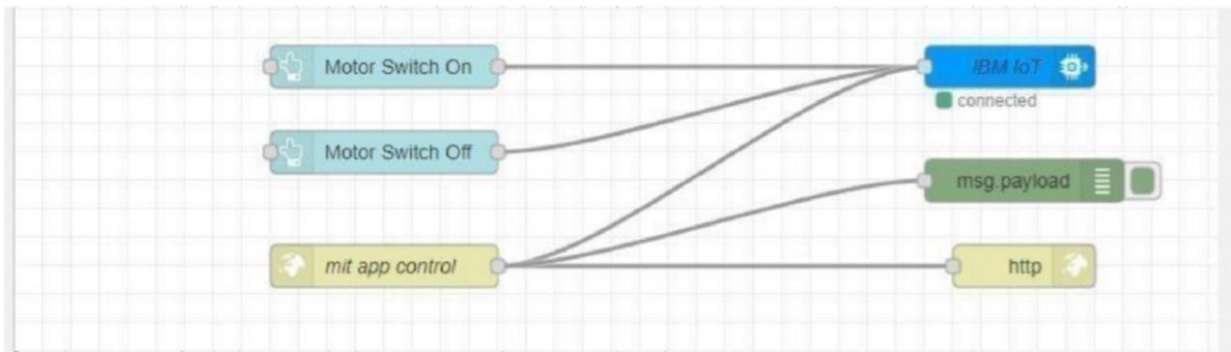 Motor Switch On
IBM IoT
connected
Motor Switch Off
msg.payload
mit app control
http